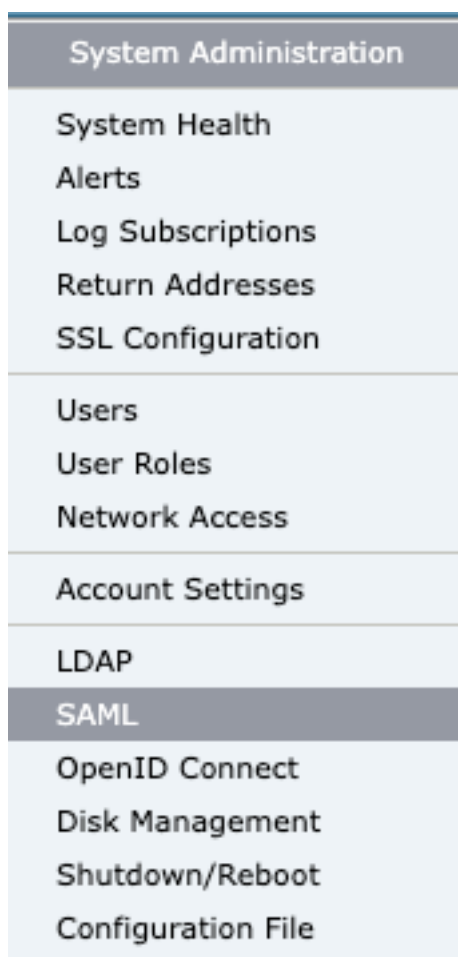 System Administration
System Health
Alerts
Log Subscriptions
Return Addresses
SSL Configuration
Users
User Roles
Network Access
Account Settings
LDAP
SAML
OpenID Connect
Disk Management
Shutdown/Reboot
Configuration File